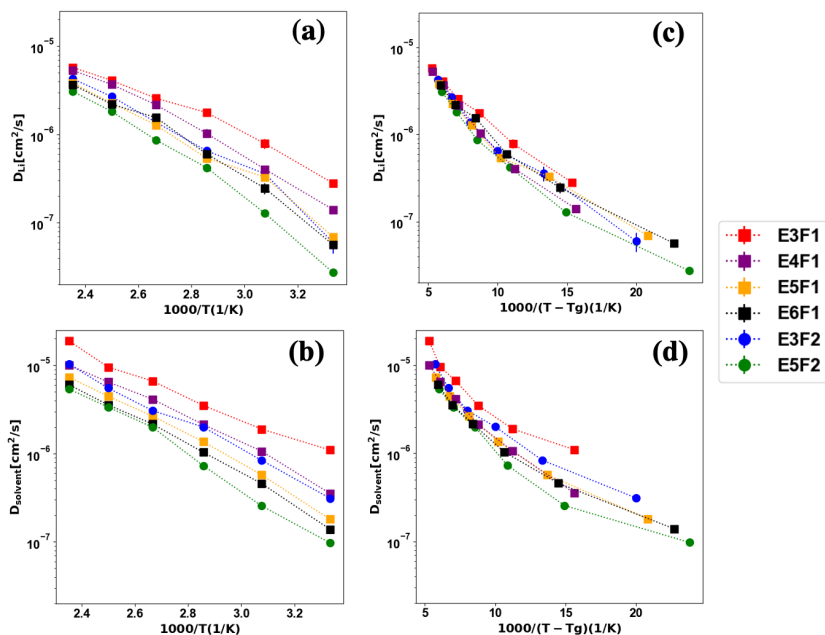 (a)
10⁻⁵
10⁻⁶
10⁻⁷
D_Li[cm²/s]
2.4 2.6 2.8 3.0 3.2
1000/T(1/K)
(c)
10⁻⁵
10⁻⁶
10⁻⁷
D_Li[cm²/s]
5 10 15 20
1000/(T − Tg)(1/K)
(b)
10⁻⁵
10⁻⁶
10⁻⁷
D_solvent[cm²/s]
2.4 2.6 2.8 3.0 3.2
1000/T(1/K)
(d)
10⁻⁵
10⁻⁶
10⁻⁷
D_solvent[cm²/s]
5 10 15 20
1000/(T − Tg)(1/K)
E3F1
E4F1
E5F1
E6F1
E3F2
E5F2